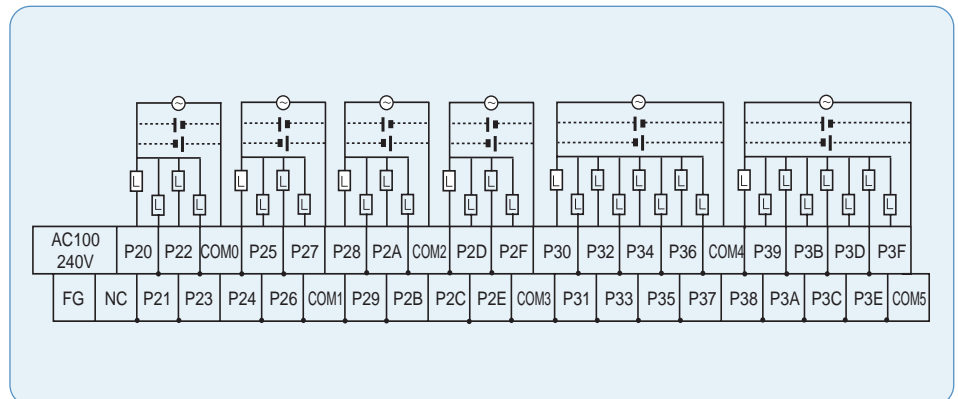 ~ ~ ~ ~ ~ ~
L L L L L L L L L L L L L L L L
L L L L L L L L L L L L L L L L
AC100
240V P20 P22 COM0 P25 P27 P28 P2A COM2 P2D P2F P30 P32 P34 P36 COM4 P39 P3B P3D P3F
FG NC P21 P23 P24 P26 COM1 P29 P2B P2C P2E COM3 P31 P33 P35 P37 P38 P3A P3C P3E COM5